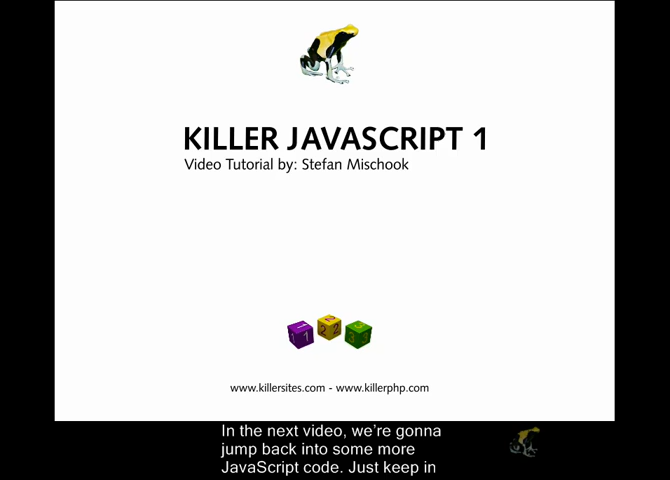 KILLER JAVASCRIPT 1
Video Tutorial by: Stefan Mischook
www.killersites.com - www.killerphp.com
In the next video, we're gonna
jump back into some more
JavaScript code. Just keep in